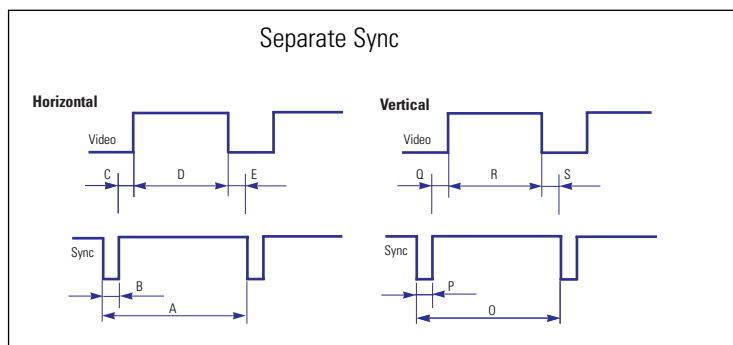 Separate Sync
Horizontal
Video
C D E
Sync
B
A
Vertical
Video
Q R S
Sync
P
O